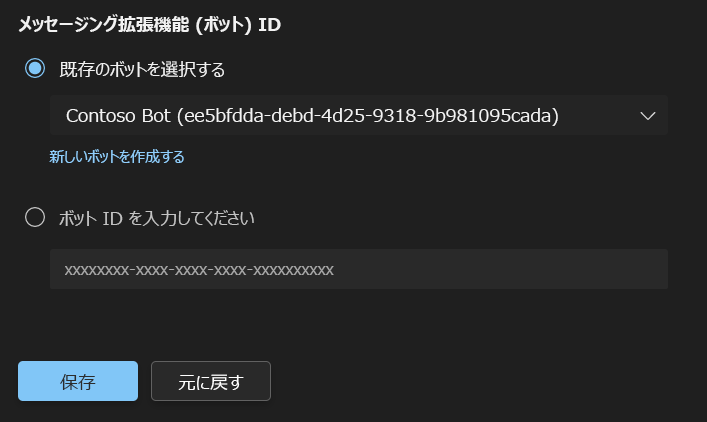 メッセージング拡張機能 (ボット) ID
既存のボットを選択する
Contoso Bot (ee5bfdda-debd-4d25-9318-9b981095cada)
新しいボットを作成する
ボット ID を入力してください
xxxxxxxx-xxxx-xxxx-xxxx-xxxxxxxxxx
保存
元に戻す